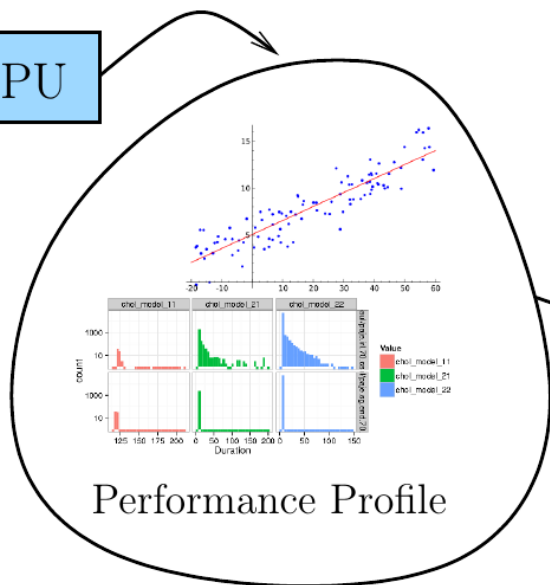 PU
15
10
5
-20 -10 10 20 30 40 50 60
chol_model_11 chol_model_21 chol_model_22
1000
10
1000
10
count
125 150 175 200 0 50 100 150 200 0 50 100 150
Duration
Value
chol_model_11
chol_model_21
chol_model_22
Performance Profile